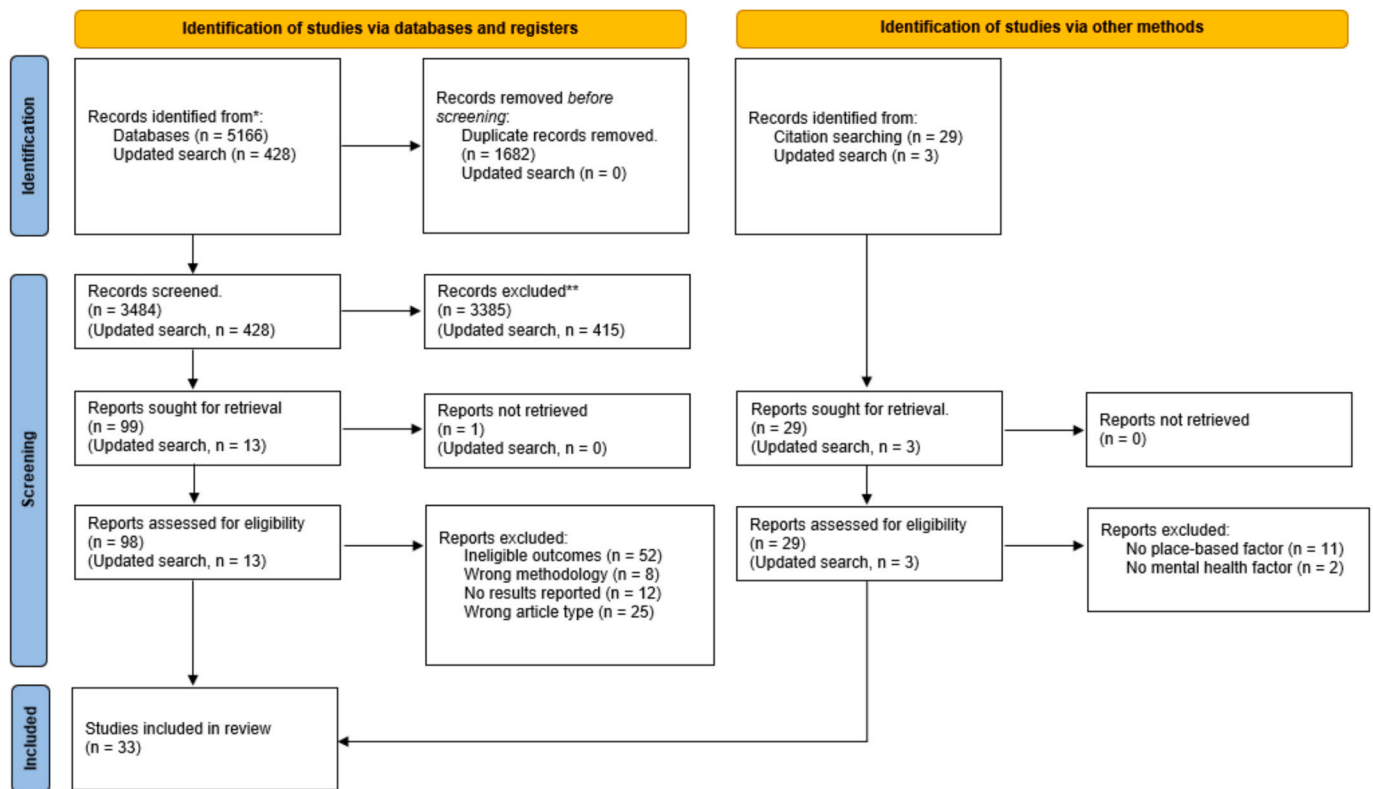 Identification of studies via databases and registers
Identification of studies via other methods
Identification
Records identified from*:
Databases (n = 5166)
Updated search (n = 428)
Records removed before
screening:
Duplicate records removed.
(n = 1682)
Updated search (n = 0)
Records identified from:
Citation searching (n = 29)
Updated search (n = 3)
Screening
Records screened.
(n = 3484)
(Updated search, n = 428)
Records excluded**
(n = 3385)
(Updated search, n = 415)
Reports sought for retrieval
(n = 99)
(Updated search, n = 13)
Reports not retrieved
(n = 1)
(Updated search, n = 0)
Reports sought for retrieval.
(n = 29)
(Updated search, n = 3)
Reports not retrieved
(n = 0)
Reports assessed for eligibility
(n = 98)
(Updated search, n = 13)
Reports excluded:
Ineligible outcomes (n = 52)
Wrong methodology (n = 8)
No results reported (n = 12)
Wrong article type (n = 25)
Reports assessed for eligibility
(n = 29)
(Updated search, n = 3)
Reports excluded:
No place-based factor (n = 11)
No mental health factor (n = 2)
Included
Studies included in review
(n = 33)